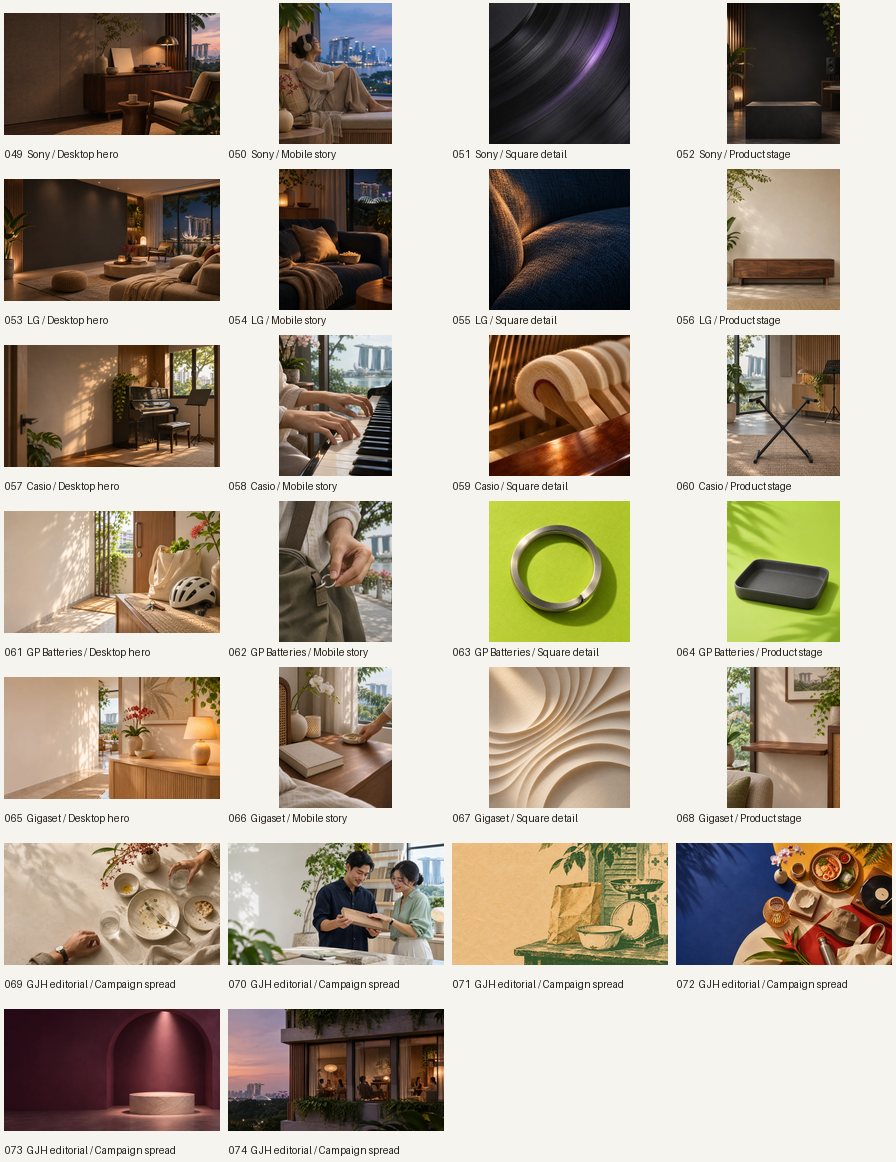 049 Sony / Desktop hero
050 Sony / Mobile story
051 Sony / Square detail
052 Sony / Product stage
053 LG / Desktop hero
054 LG / Mobile story
055 LG / Square detail
056 LG / Product stage
057 Casio / Desktop hero
058 Casio / Mobile story
059 Casio / Square detail
060 Casio / Product stage
061 GP Batteries / Desktop hero
062 GP Batteries / Mobile story
063 GP Batteries / Square detail
064 GP Batteries / Product stage
065 Gigaset / Desktop hero
066 Gigaset / Mobile story
067 Gigaset / Square detail
068 Gigaset / Product stage
069 GJH editorial / Campaign spread
070 GJH editorial / Campaign spread
071 GJH editorial / Campaign spread
072 GJH editorial / Campaign spread
073 GJH editorial / Campaign spread
074 GJH editorial / Campaign spread